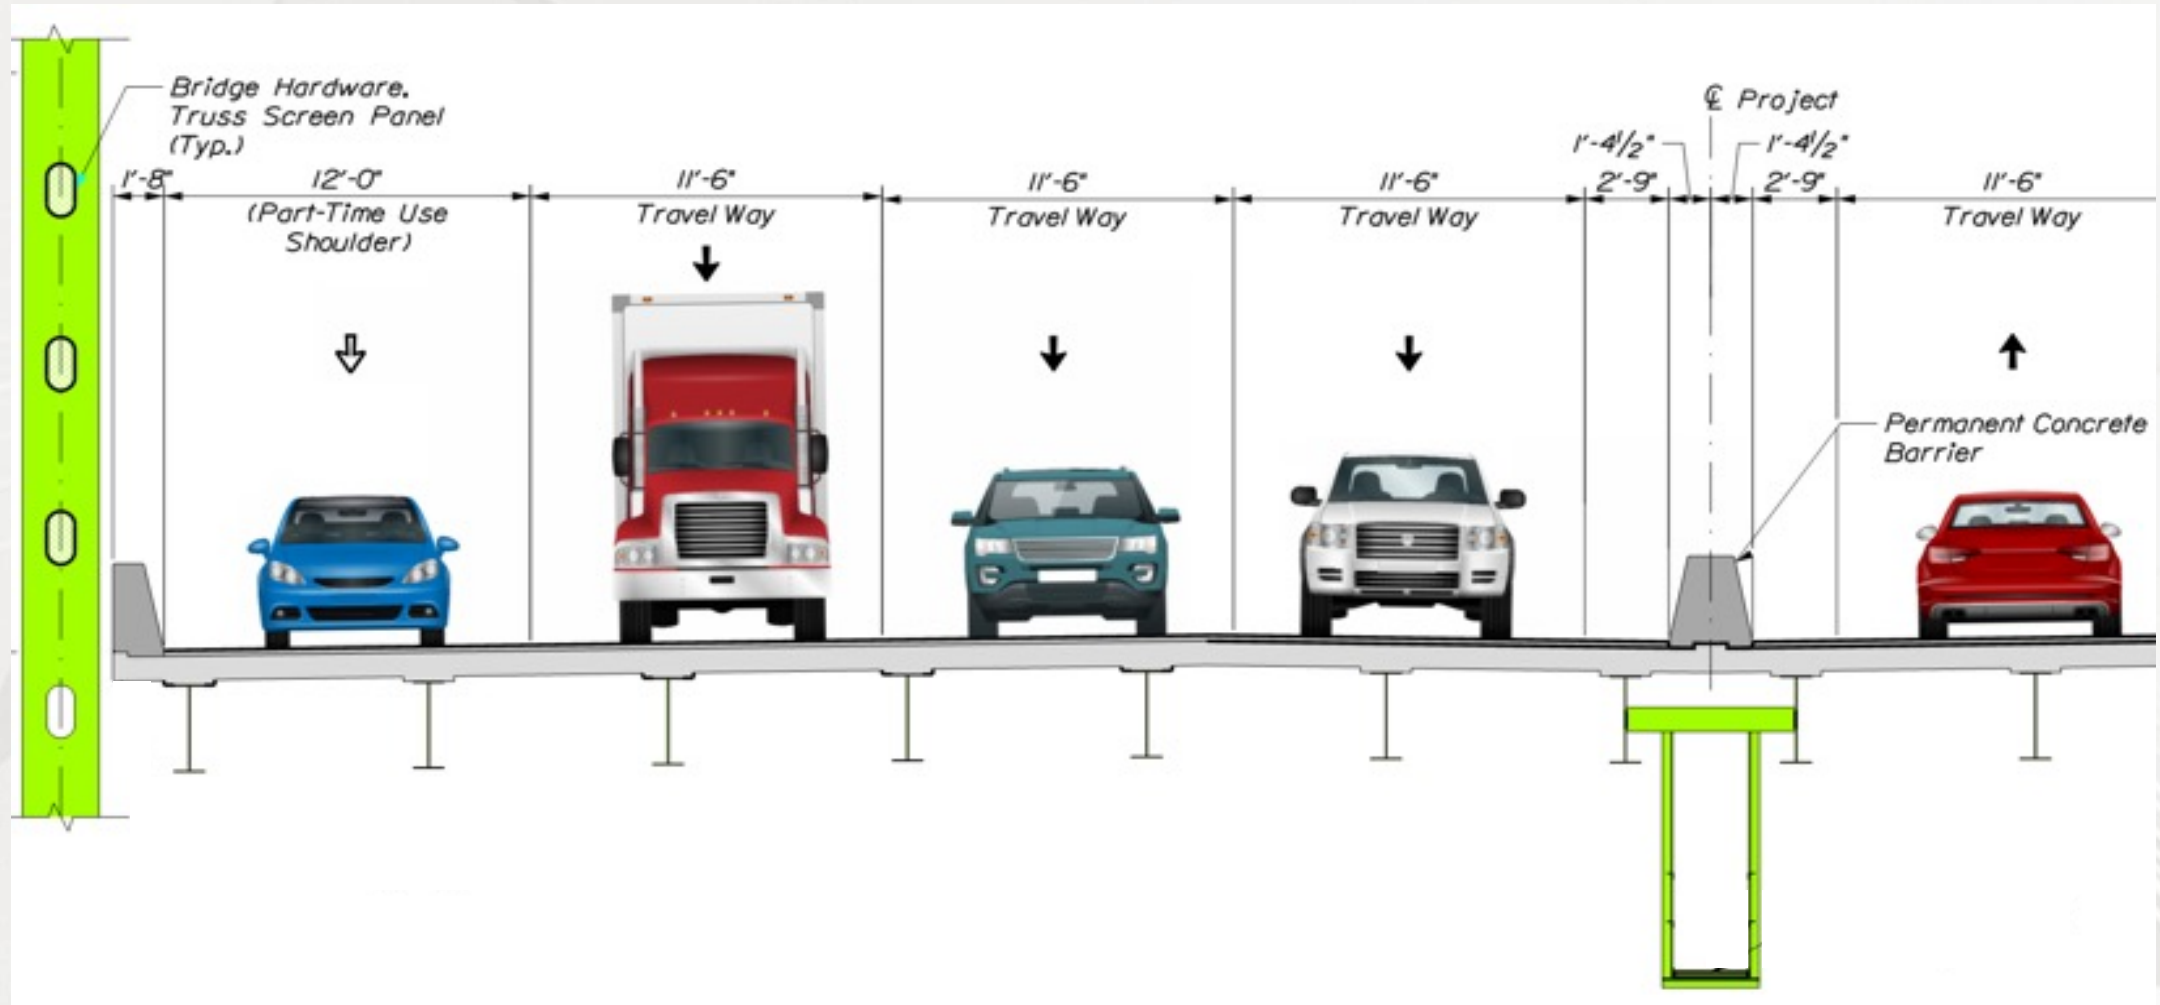 Bridge Hardware.
Truss Screen Panel
(Typ.)
℄ Project
1'-4½" 1'-4½"
1'-8" 12'-0" 11'-6" 11'-6" 11'-6" 2'-9" 2'-9" 11'-6"
(Part-Time Use Travel Way Travel Way Travel Way Travel Way
Shoulder)
Permanent Concrete
Barrier